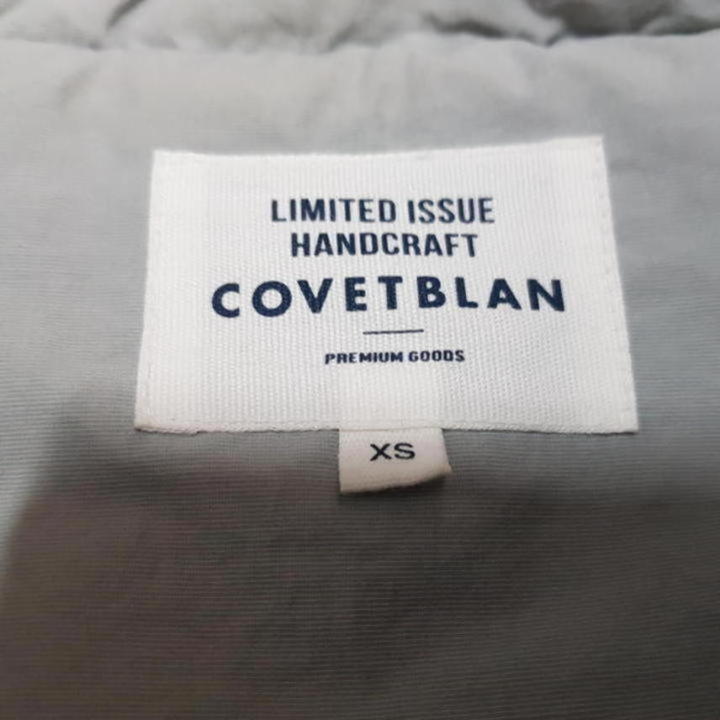 LIMITED ISSUE
HANDCRAFT
COVETBLAN
PREMIUM GOODS
XS